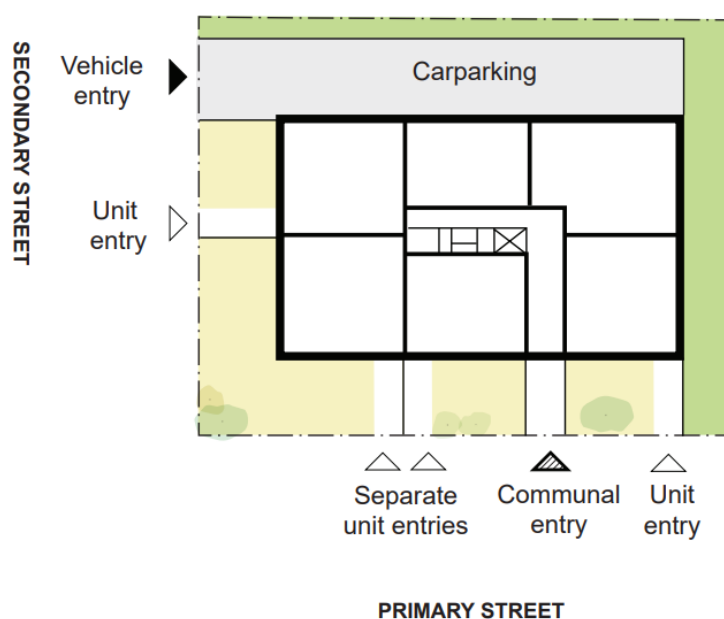 SECONDARY STREET
Vehicle
entry
Carparking
Unit
entry
Separate
unit entries
Communal
entry
Unit
entry
PRIMARY STREET